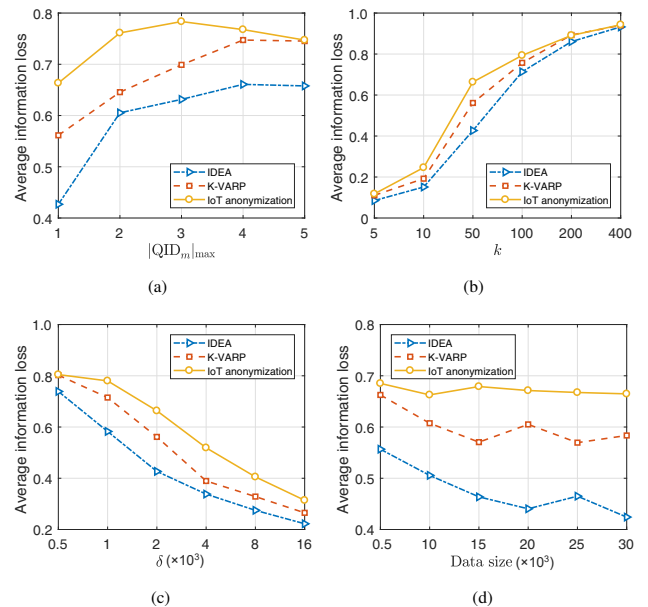 0.8
0.7
0.6
0.5
0.4
Average information loss
IDEA
K-VARP
IoT anonymization
1 2 3 4 5
|QIDₘ|ₘₐₓ
(a)
1.0
0.8
0.6
0.4
0.2
0
Average information loss
IDEA
K-VARP
IoT anonymization
5 10 50 100 200 400
k
(b)
1.0
0.8
0.6
0.4
0.2
Average information loss
IDEA
K-VARP
IoT anonymization
0.5 1 2 4 8 16
δ (×10³)
(c)
0.8
0.7
0.6
0.5
0.4
Average information loss
IDEA
K-VARP
IoT anonymization
0.5 10 15 20 25 30
Data size (×10³)
(d)